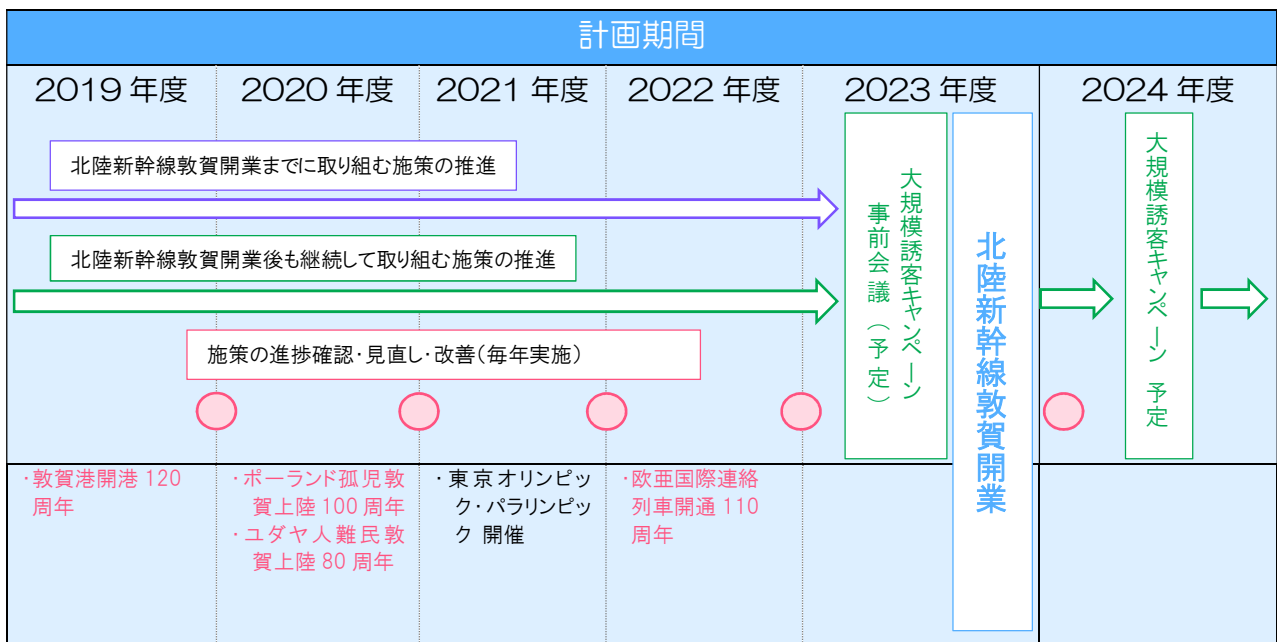 計画期間
2019 年度
2020 年度
2021 年度
2022 年度
2023 年度
2024 年度
北陸新幹線敦賀開業までに取り組む施策の推進
北陸新幹線敦賀開業後も継続して取り組む施策の推進
施策の進捗確認・見直し・改善（毎年実施）
大規模誘客キャンペーン
事前会議（予定）
北陸新幹線敦賀開業
大規模誘客キャンペーン 予定
・敦賀港開港 120
周年
・ポーランド孤児敦
賀上陸 100 周年
・ユダヤ人難民敦
賀上陸 80 周年
・東京オリンピッ
ク・パラリンピッ
ク 開催
・欧亜国際連絡
列車開通 110
周年